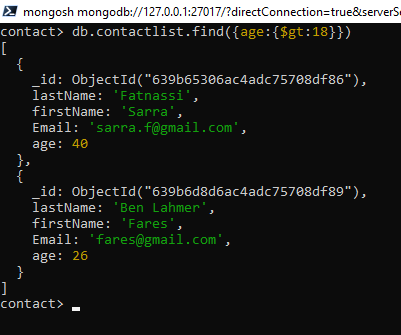 mongosh mongodb://127.0.0.1:27017/?directionConnection=true&serverS
contact> db.contactlist.find({age:{$gt:18}})
[
  {
    _id: ObjectId("639b65306ac4adc75708df86"),
    lastName: 'Fatnassi',
    firstName: 'Sarra',
    Email: 'sarra.f@gmail.com',
    age: 40
  },
  {
    _id: ObjectId("639b6d8d6ac4adc75708df89"),
    lastName: 'Ben Lahmer',
    firstName: 'Fares',
    Email: 'fares@gmail.com',
    age: 26
  }
]
contact>